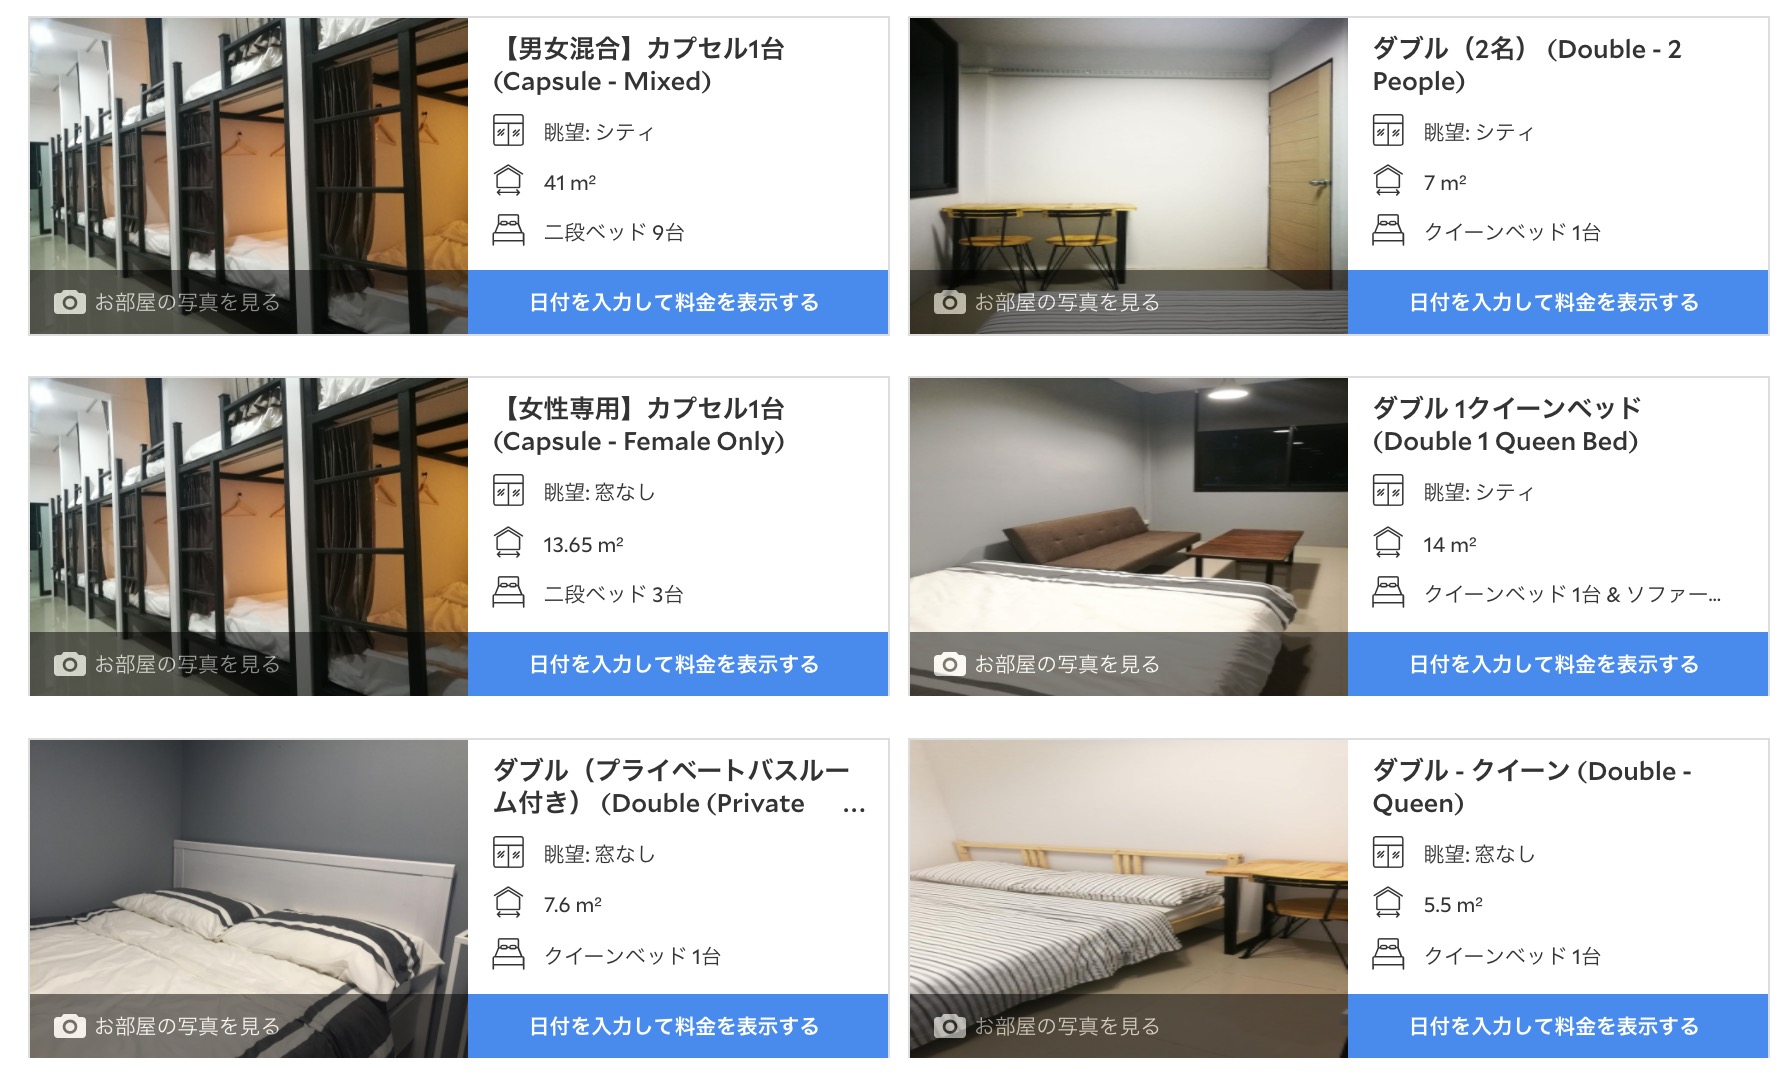 【男女混合】カプセル1台
(Capsule - Mixed)
眺望: シティ
41 m²
二段ベッド 9台
お部屋の写真を見る
日付を入力して料金を表示する
ダブル（2名） (Double - 2
People)
眺望: シティ
7 m²
クイーンベッド 1台
お部屋の写真を見る
日付を入力して料金を表示する
【女性専用】カプセル1台
(Capsule - Female Only)
眺望: 窓なし
13.65 m²
二段ベッド 3台
お部屋の写真を見る
日付を入力して料金を表示する
ダブル 1クイーンベッド
(Double 1 Queen Bed)
眺望: シティ
14 m²
クイーンベッド 1台 & ソファー...
お部屋の写真を見る
日付を入力して料金を表示する
ダブル（プライベートバスルー
ム付き） (Double (Private ...
眺望: 窓なし
7.6 m²
クイーンベッド 1台
お部屋の写真を見る
日付を入力して料金を表示する
ダブル - クイーン (Double -
Queen)
眺望: 窓なし
5.5 m²
クイーンベッド 1台
お部屋の写真を見る
日付を入力して料金を表示する